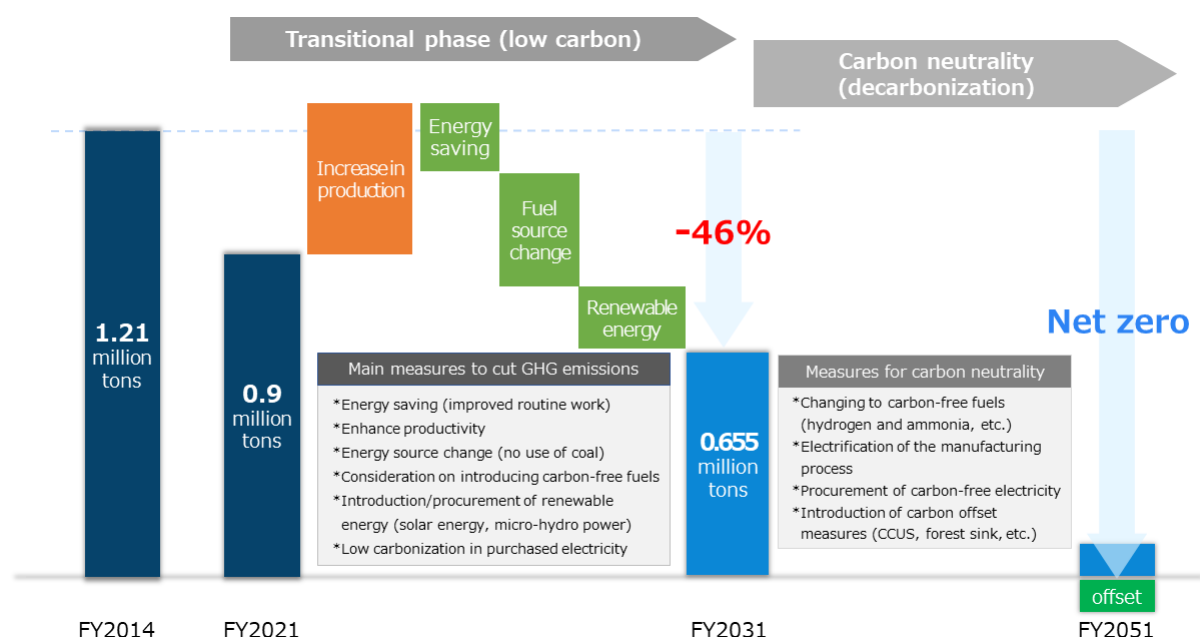 Transitional phase (low carbon)
Carbon neutrality
(decarbonization)
Energy
saving
Increase in
production
Fuel
source
change
-46%
Renewable
energy
Net zero
1.21
million
tons
0.9
million
tons
Main measures to cut GHG emissions
*Energy saving (improved routine work)
*Enhance productivity
*Energy source change (no use of coal)
*Consideration on introducing carbon-free fuels
*Introduction/procurement of renewable
energy (solar energy, micro-hydro power)
*Low carbonization in purchased electricity
0.655
million
tons
Measures for carbon neutrality
*Changing to carbon-free fuels
(hydrogen and ammonia, etc.)
*Electrification of the manufacturing
process
*Procurement of carbon-free electricity
*Introduction of carbon offset
measures (CCUS, forest sink, etc.)
offset
FY2014
FY2021
FY2031
FY2051